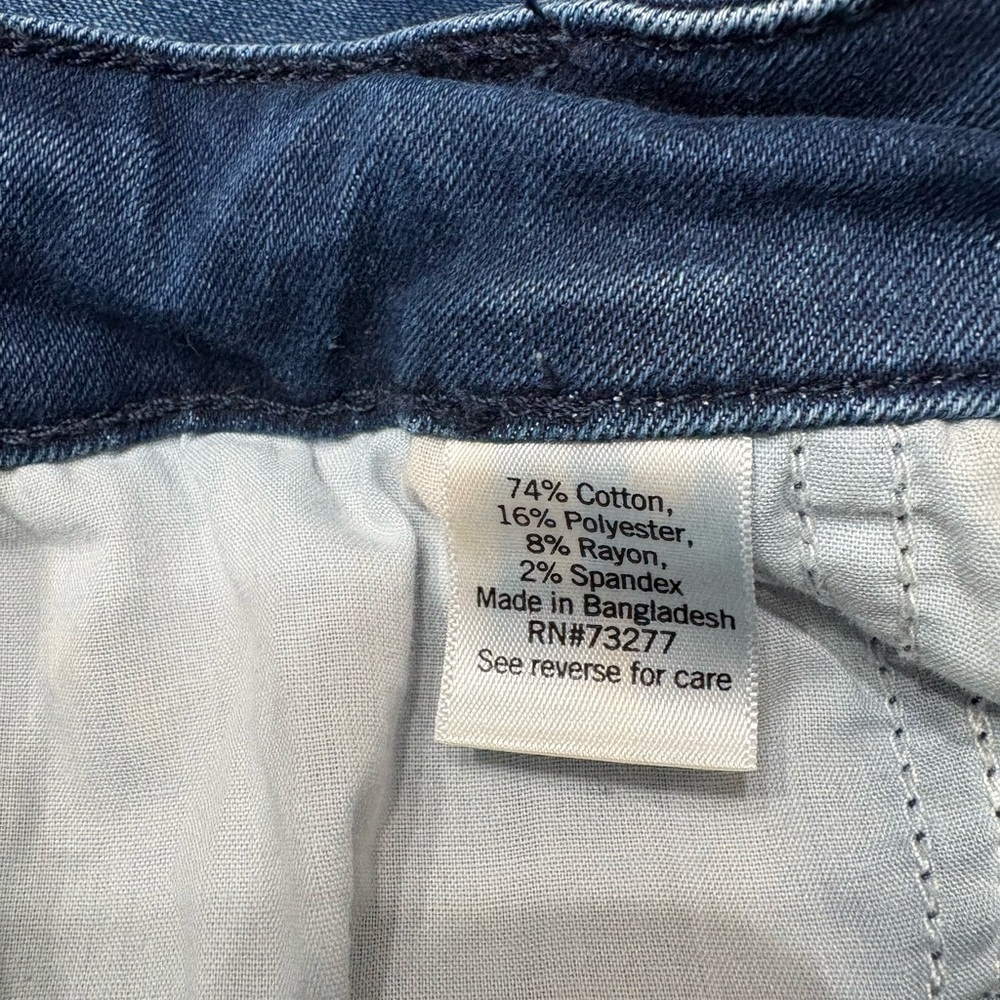 74% Cotton,
16% Polyester,
8% Rayon,
2% Spandex
Made in Bangladesh
RN#73277
See reverse for care